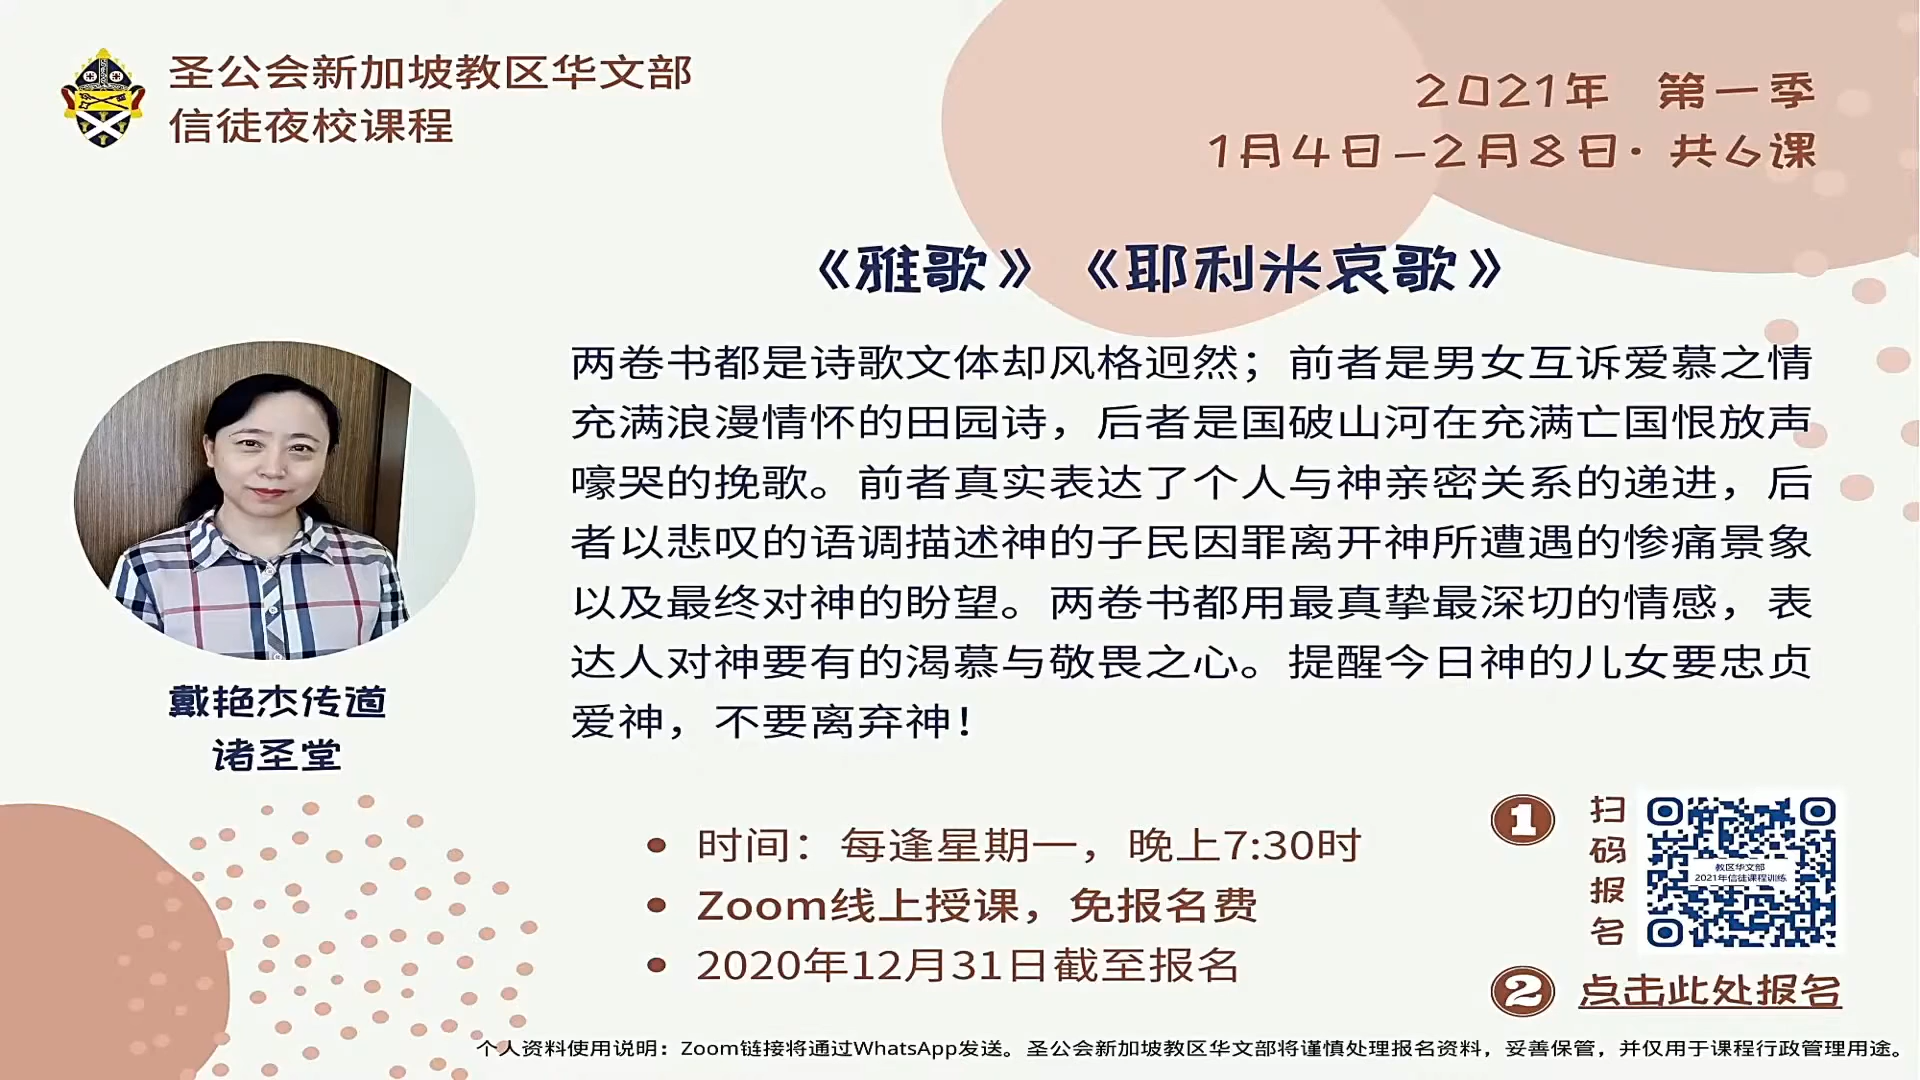 圣公会新加坡教区华文部
信徒夜校课程
2021年 第一季
1月4日-2月8日·共6课
《雅歌》《耶利米哀歌》
两卷书都是诗歌文体却风格迥然；前者是男女互诉爱慕之情
充满浪漫情怀的田园诗，后者是国破山河在充满亡国恨放声
嚎哭的挽歌。前者真实表达了个人与神亲密关系的递进，后
者以悲叹的语调描述神的子民因罪离开神所遭遇的惨痛景象
以及最终对神的盼望。两卷书都用最真挚最深切的情感，表
达人对神要有的渴慕与敬畏之心。提醒今日神的儿女要忠贞
爱神，不要离弃神！
戴艳杰传道
诸圣堂
• 时间：每逢星期一，晚上7:30时
• Zoom线上授课，免报名费
• 2020年12月31日截至报名
1 扫码报名
教区华文部
2021年信徒课程训练
2 点击此处报名
个人资料使用说明：Zoom链接将通过WhatsApp发送。圣公会新加坡教区华文部将谨慎处理报名资料，妥善保管，并仅用于课程行政管理用途。